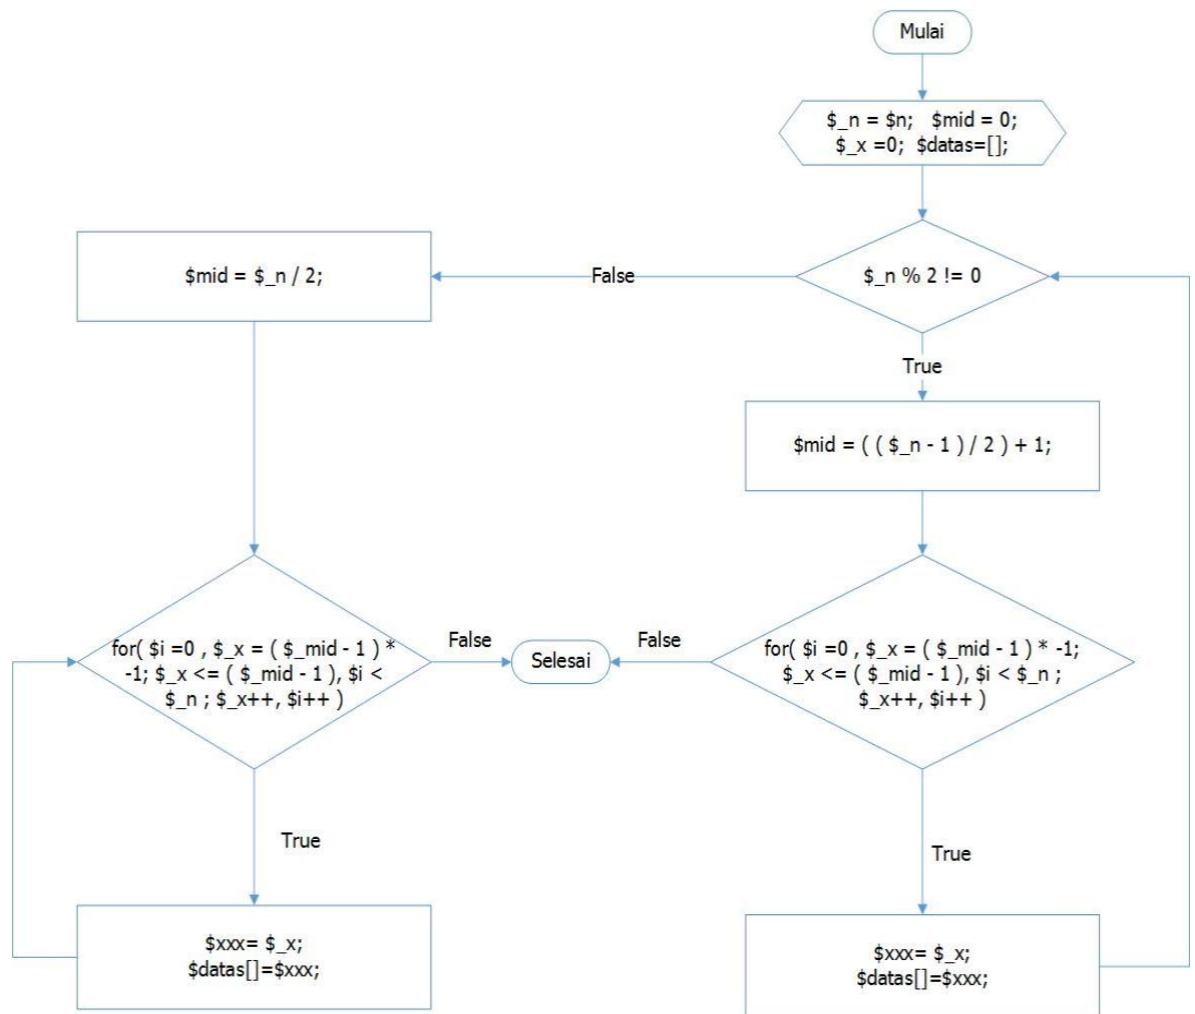 Mulai
$_n = $n;   $mid = 0;
$_x =0;  $datas=[];
$_n % 2 != 0
False
$mid = $_n / 2;
True
$mid = ( ( $_n - 1 ) / 2 ) + 1;
for( $i =0 , $_x = ( $_mid - 1 ) *
-1; $_x <= ( $_mid - 1 ), $i <
$_n ; $_x++, $i++ )
False
Selesai
False
for( $i =0 , $_x = ( $_mid - 1 ) * -1;
$_x <= ( $_mid - 1 ), $i < $_n ;
$_x++, $i++ )
True
True
$xxx= $_x;
$datas[]=$xxx;
$xxx= $_x;
$datas[]=$xxx;